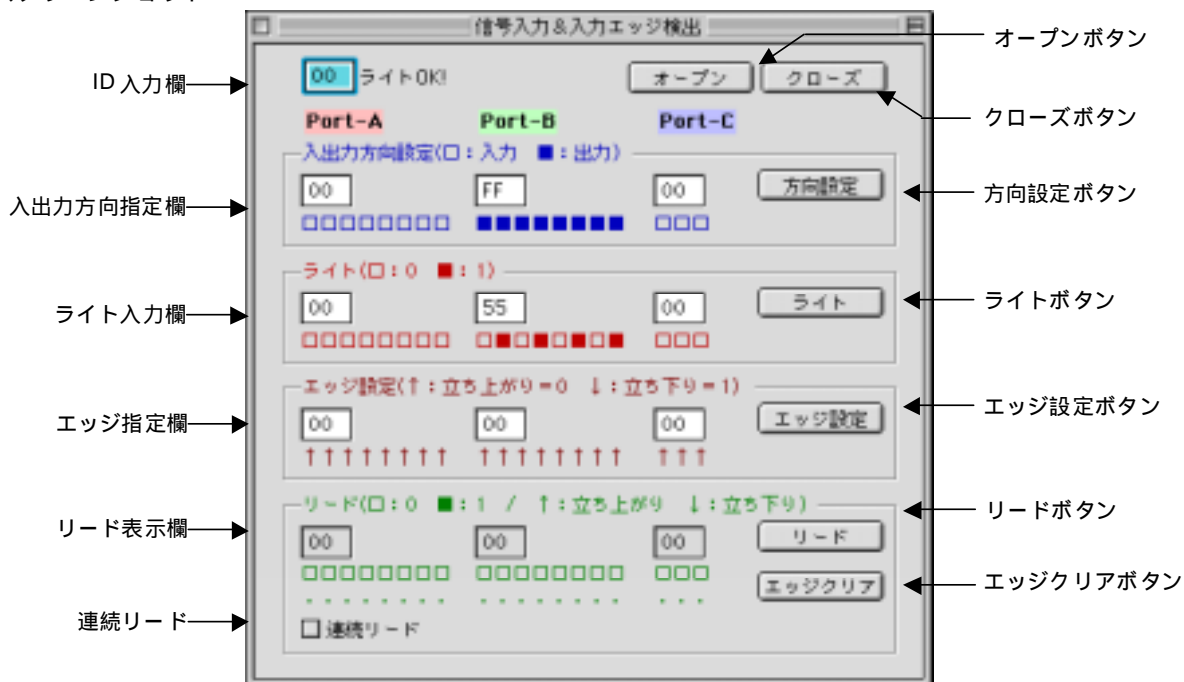 信号入力&入力エッジ検出
オープンボタン
ID入力欄
00 ライトOK!
オープン
クローズ
クローズボタン
Port-A Port-B Port-C
入出力方向設定(□:入力 ■:出力)
入出力方向指定欄
00 FF 00
方向設定
方向設定ボタン
□□□□□□□□ ■■■■■■■■ □□□
ライト(□:0 ■:1)
ライト入力欄
00 55 00
ライト
ライトボタン
□□□□□□□□ □■□■□■□■ □□□
エッジ設定(↑:立ち上がり=0 ↓:立ち下り=1)
エッジ指定欄
00 00 00
エッジ設定
エッジ設定ボタン
↑↑↑↑↑↑↑↑ ↑↑↑↑↑↑↑↑ ↑↑↑
リード(□:0 ■:1 / ↑:立ち上がり ↓:立ち下り)
リード表示欄
00 00 00
リード
リードボタン
□□□□□□□□ □□□□□□□□ □□□
エッジクリア
エッジクリアボタン
連続リード
□連続リード